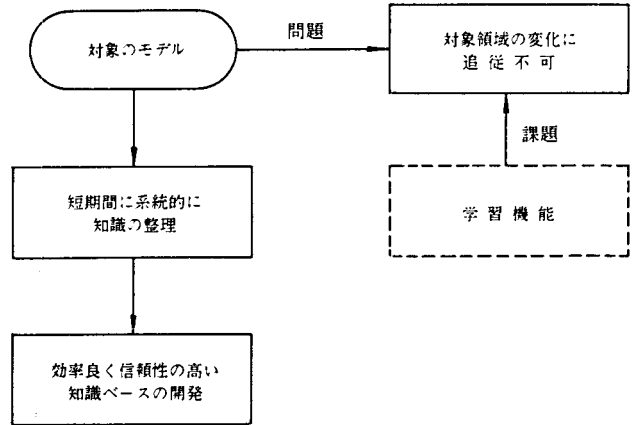 対象のモデル
問題
対象領域の変化に
追従不可
課題
学習機能
短期間に系統的に
知識の整理
効率良く信頼性の高い
知識ベースの開発